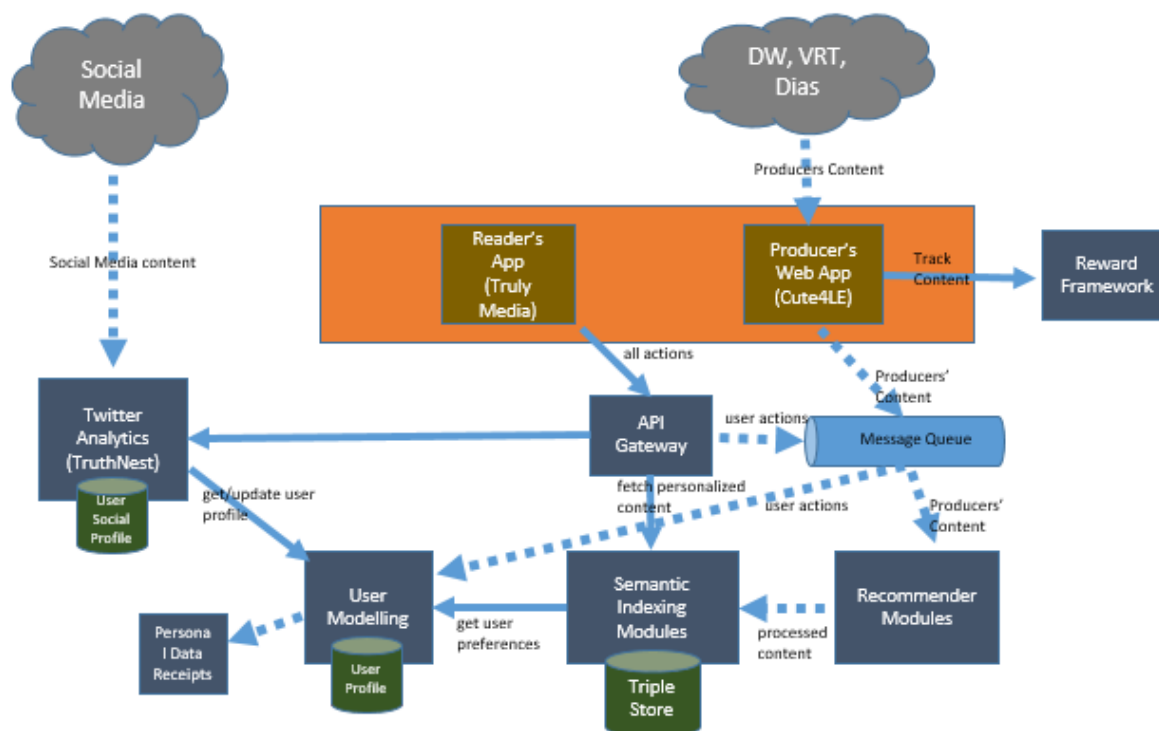 Social
Media
DW, VRT,
Dias
Producers Content
Social Media content
Reader's
App
(Truly
Media)
Producer's
Web App
(Cute4LE)
Track
Content
Reward
Framework
all actions
Producers'
Content
Twitter
Analytics
(TruthNest)
User
Social
Profile
API
Gateway
user actions
Message Queue
get/update user
profile
fetch personalized
content
user actions
Producers'
Content
User
Modelling
User
Profile
get user
preferences
Semantic
Indexing
Modules
Triple
Store
processed
content
Recommender
Modules
Persona
l Data
Receipts